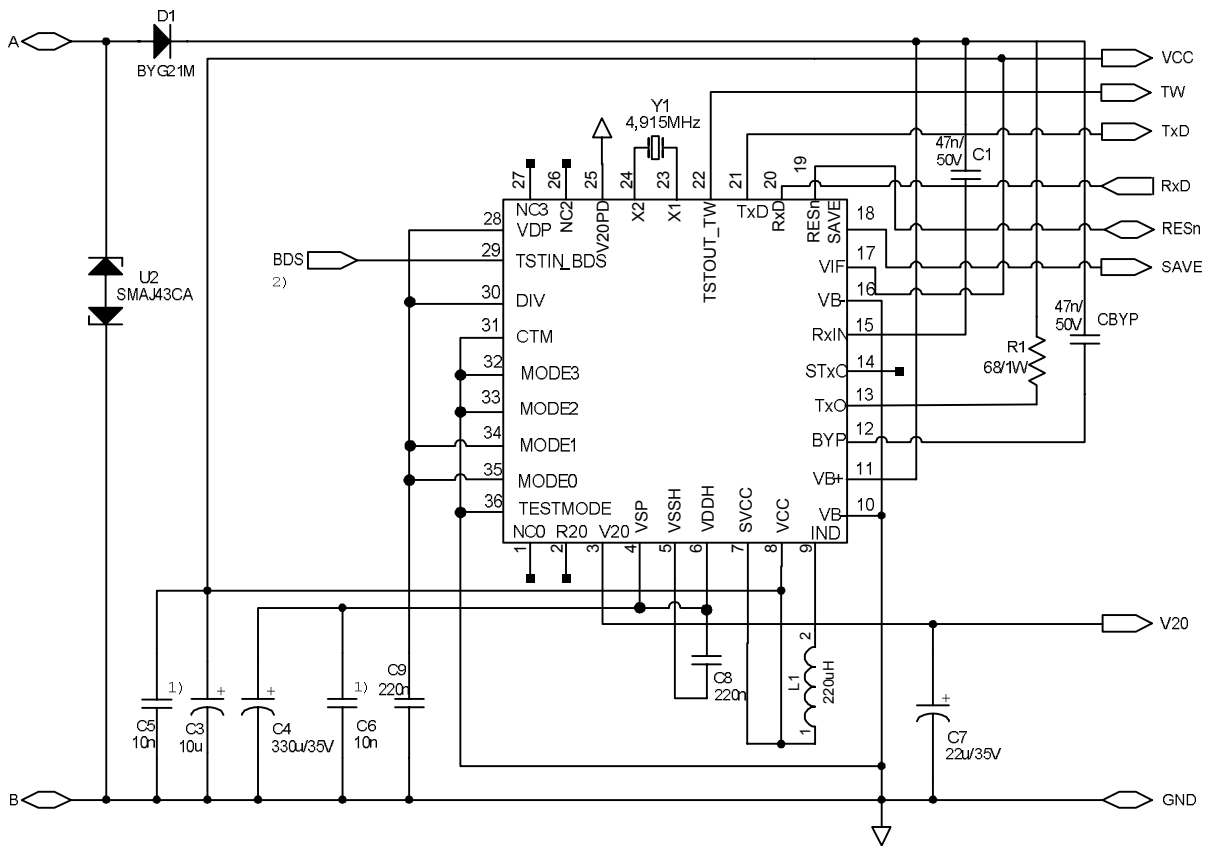 A
D1
BYG21M
VCC
TW
TxD
RxD
RESn
SAVE
Y1
4,915MHz
47n/
50V
C1
27
26
25
24
23
22
21
20
19
NC3
NC2
V20PD
X2
X1
TSTOUT_TW
TxD
RxD
RESn
SAVE
28
VDP
29
TSTIN_BDS
30
DIV
31
CTM
32
MODE3
33
MODE2
34
MODE1
35
MODE0
36
TESTMODE
BDS
2)
18
17
VIF
16
VB-
15
RxIN
14
STxO
13
TxO
12
BYP
11
VB+
10
VB-
U2
SMAJ43CA
R1
68/1W
47n/
50V
CBYP
NC0
R20
V20
VSP
VSSH
VDDH
SVCC
VCC
IND
1
2
3
4
5
6
7
8
9
V20
1)
C5
10n
+
C3
10u
+
C4
330u/35V
1)
C6
10n
C9
220n
C8
220n
2
L1
220uH
1
+
C7
22u/35V
B
GND